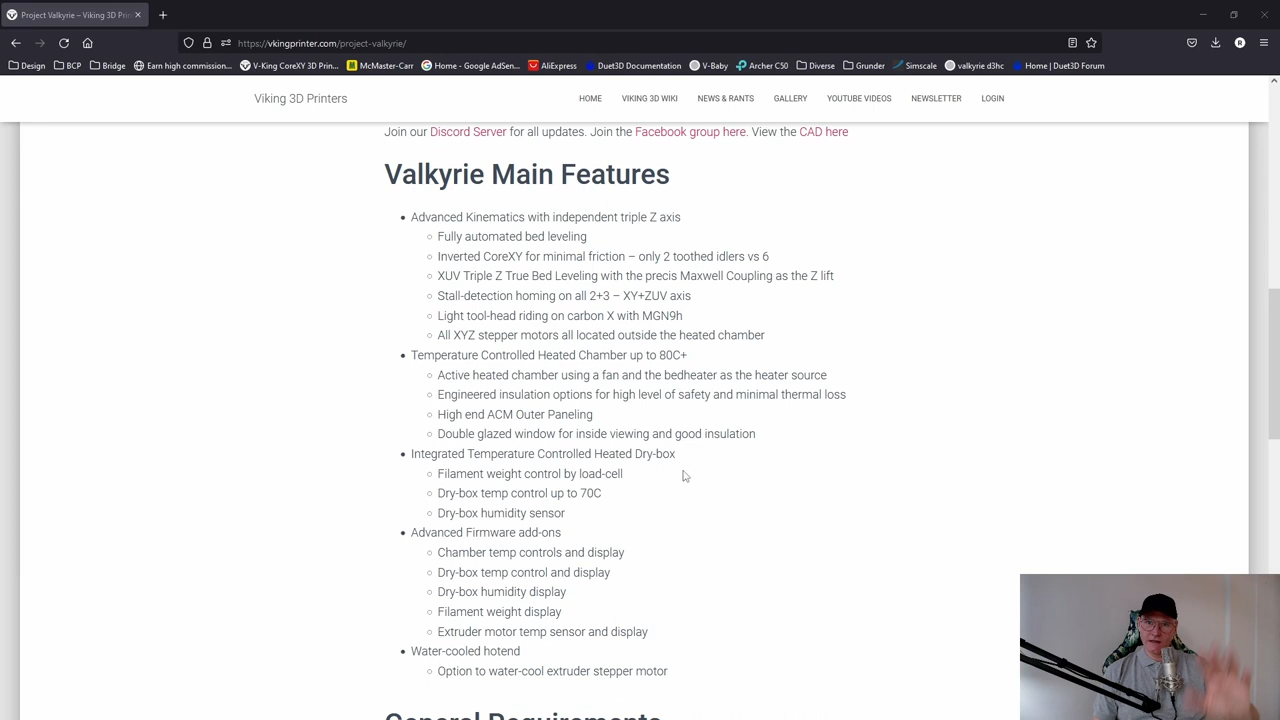 Project Valkyrie – Viking 3D Prin
https://vkingprinter.com/project-valkyrie/
Design BCP Bridge Earn high commission... V-King CoreXY 3D Prin... McMaster-Carr Home - Google AdSen... AliExpress Duet3D Documentation V-Baby Archer C50 Diverse Grunder Simscale valkyrie d3hc Home | Duet3D Forum
Viking 3D Printers HOME VIKING 3D WIKI NEWS & RANTS GALLERY YOUTUBE VIDEOS NEWSLETTER LOGIN
Join our Discord Server for all updates. Join the Facebook group here. View the CAD here
Valkyrie Main Features
Advanced Kinematics with independent triple Z axis
Fully automated bed leveling
Inverted CoreXY for minimal friction – only 2 toothed idlers vs 6
XUV Triple Z True Bed Leveling with the precis Maxwell Coupling as the Z lift
Stall-detection homing on all 2+3 – XY+ZUV axis
Light tool-head riding on carbon X with MGN9h
All XYZ stepper motors all located outside the heated chamber
Temperature Controlled Heated Chamber up to 80C+
Active heated chamber using a fan and the bedheater as the heater source
Engineered insulation options for high level of safety and minimal thermal loss
High end ACM Outer Paneling
Double glazed window for inside viewing and good insulation
Integrated Temperature Controlled Heated Dry-box
Filament weight control by load-cell
Dry-box temp control up to 70C
Dry-box humidity sensor
Advanced Firmware add-ons
Chamber temp controls and display
Dry-box temp control and display
Dry-box humidity display
Filament weight display
Extruder motor temp sensor and display
Water-cooled hotend
Option to water-cool extruder stepper motor
General Requirements